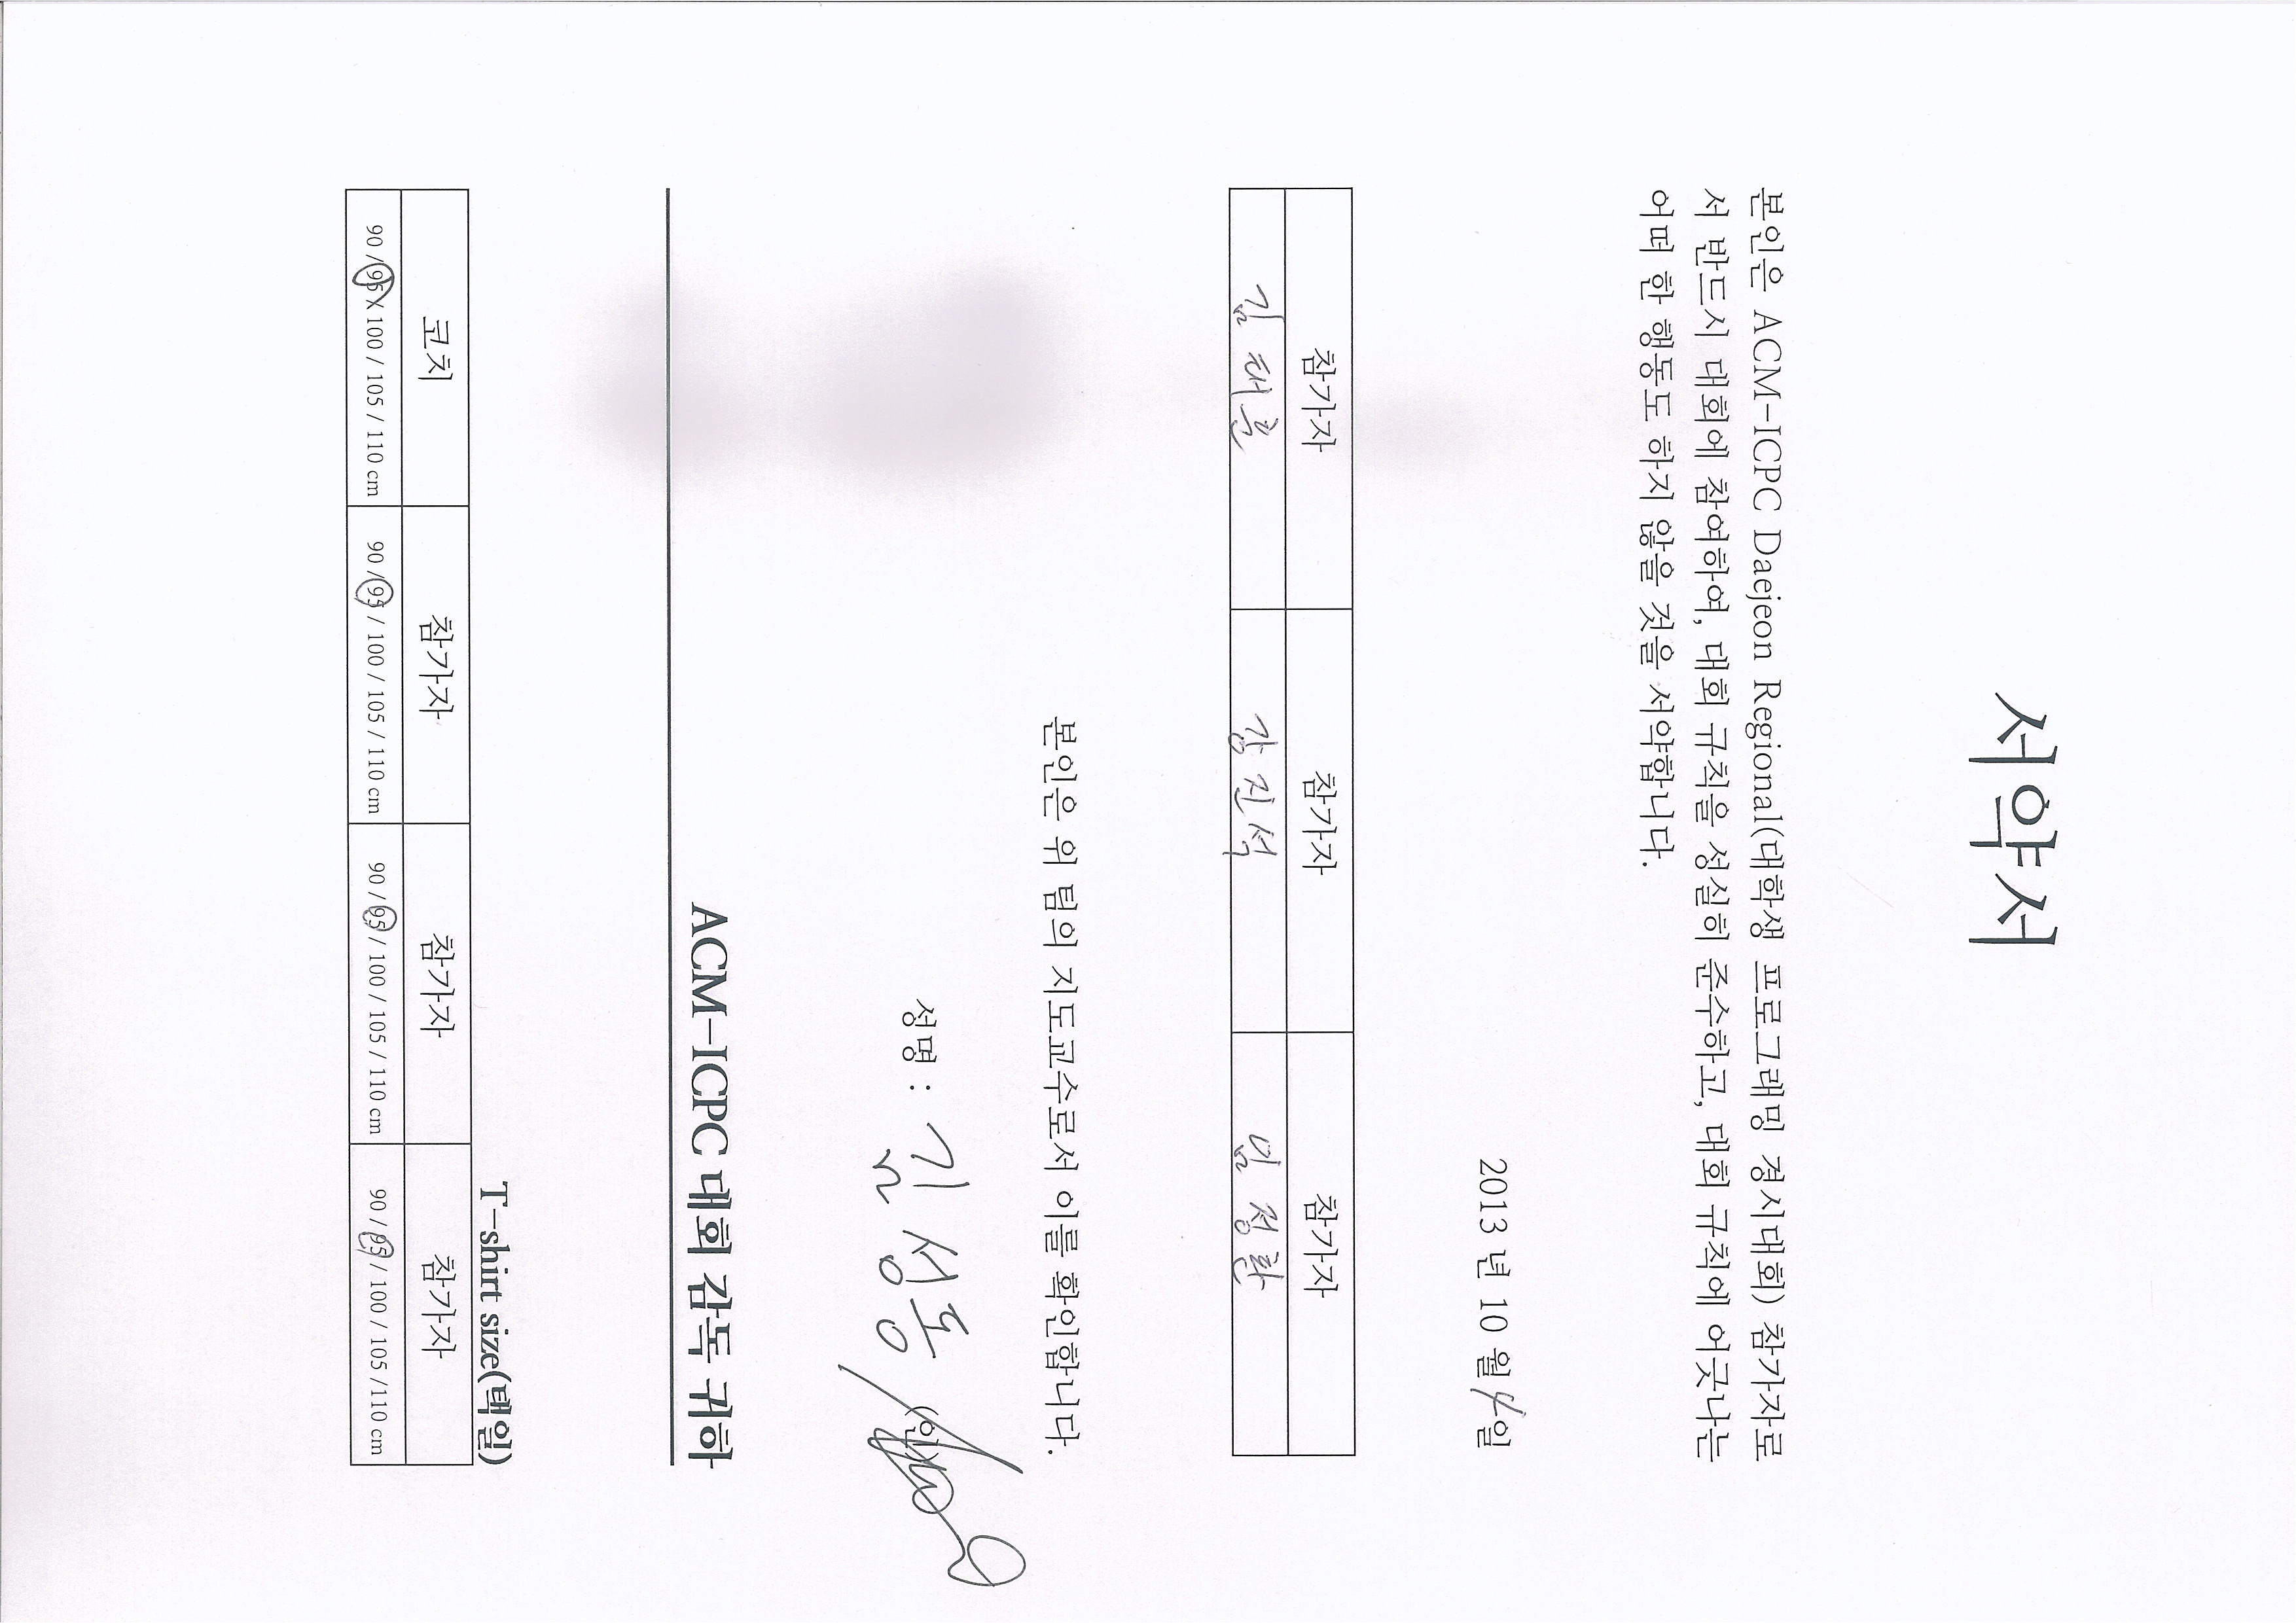 서약서
본인은 ACM-ICPC Daejeon Regional(대학생 프로그래밍 경시대회) 참가자로
서 반드시 대회에 참여하여, 대회 규칙을 성실히 준수하고, 대회 규칙에 어긋나는
어떠 한 행동도 하지 않을 것을 서약합니다.
2013 년 10 월 4 일
참가자 참가자 참가자
김 태훈 강 진석 민 정환
본인은 위 팀의 지도교수로서 이를 확인합니다.
성명 : 김 성동 (인)
ACM-ICPC 대회 감독 귀하
T-shirt size(택일)
코치 참가자 참가자 참가자
90 / 95 / 100 / 105 / 110 cm 90 / 95 / 100 / 105 / 110 cm 90 / 95 / 100 / 105 / 110 cm 90 / 95 / 100 / 105 /110 cm